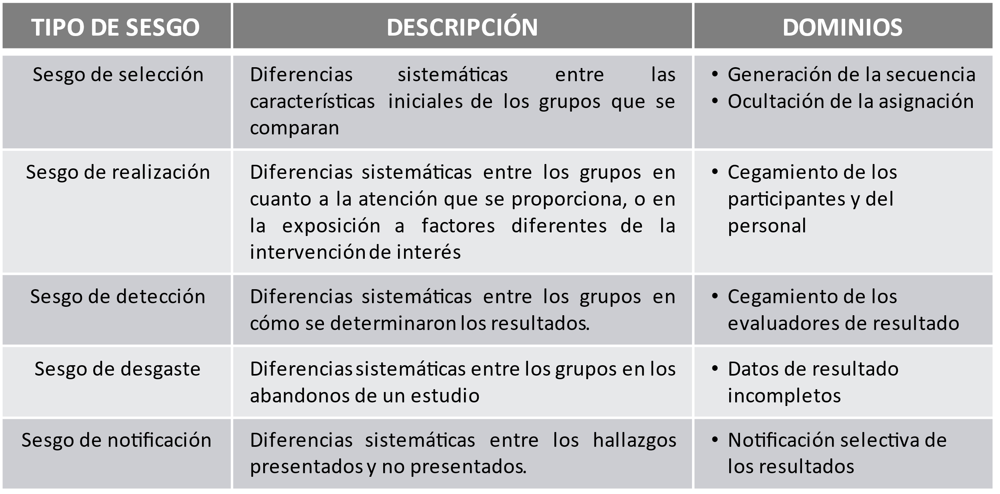 TIPO DE SESGO
DESCRIPCIÓN
DOMINIOS
Sesgo de selección
Diferencias sistemáticas entre las
características iniciales de los grupos que se
comparan
• Generación de la secuencia
• Ocultación de la asignación
Sesgo de realización
Diferencias sistemáticas entre los grupos en
cuanto a la atención que se proporciona, o en
la exposición a factores diferentes de la
intervención de interés
• Cegamiento de los
participantes y del
personal
Sesgo de detección
Diferencias sistemáticas entre los grupos en
cómo se determinaron los resultados.
• Cegamiento de los
evaluadores de resultado
Sesgo de desgaste
Diferencias sistemáticas entre los grupos en los
abandonos de un estudio
• Datos de resultado
incompletos
Sesgo de notificación
Diferencias sistemáticas entre los hallazgos
presentados y no presentados.
• Notificación selectiva de
los resultados